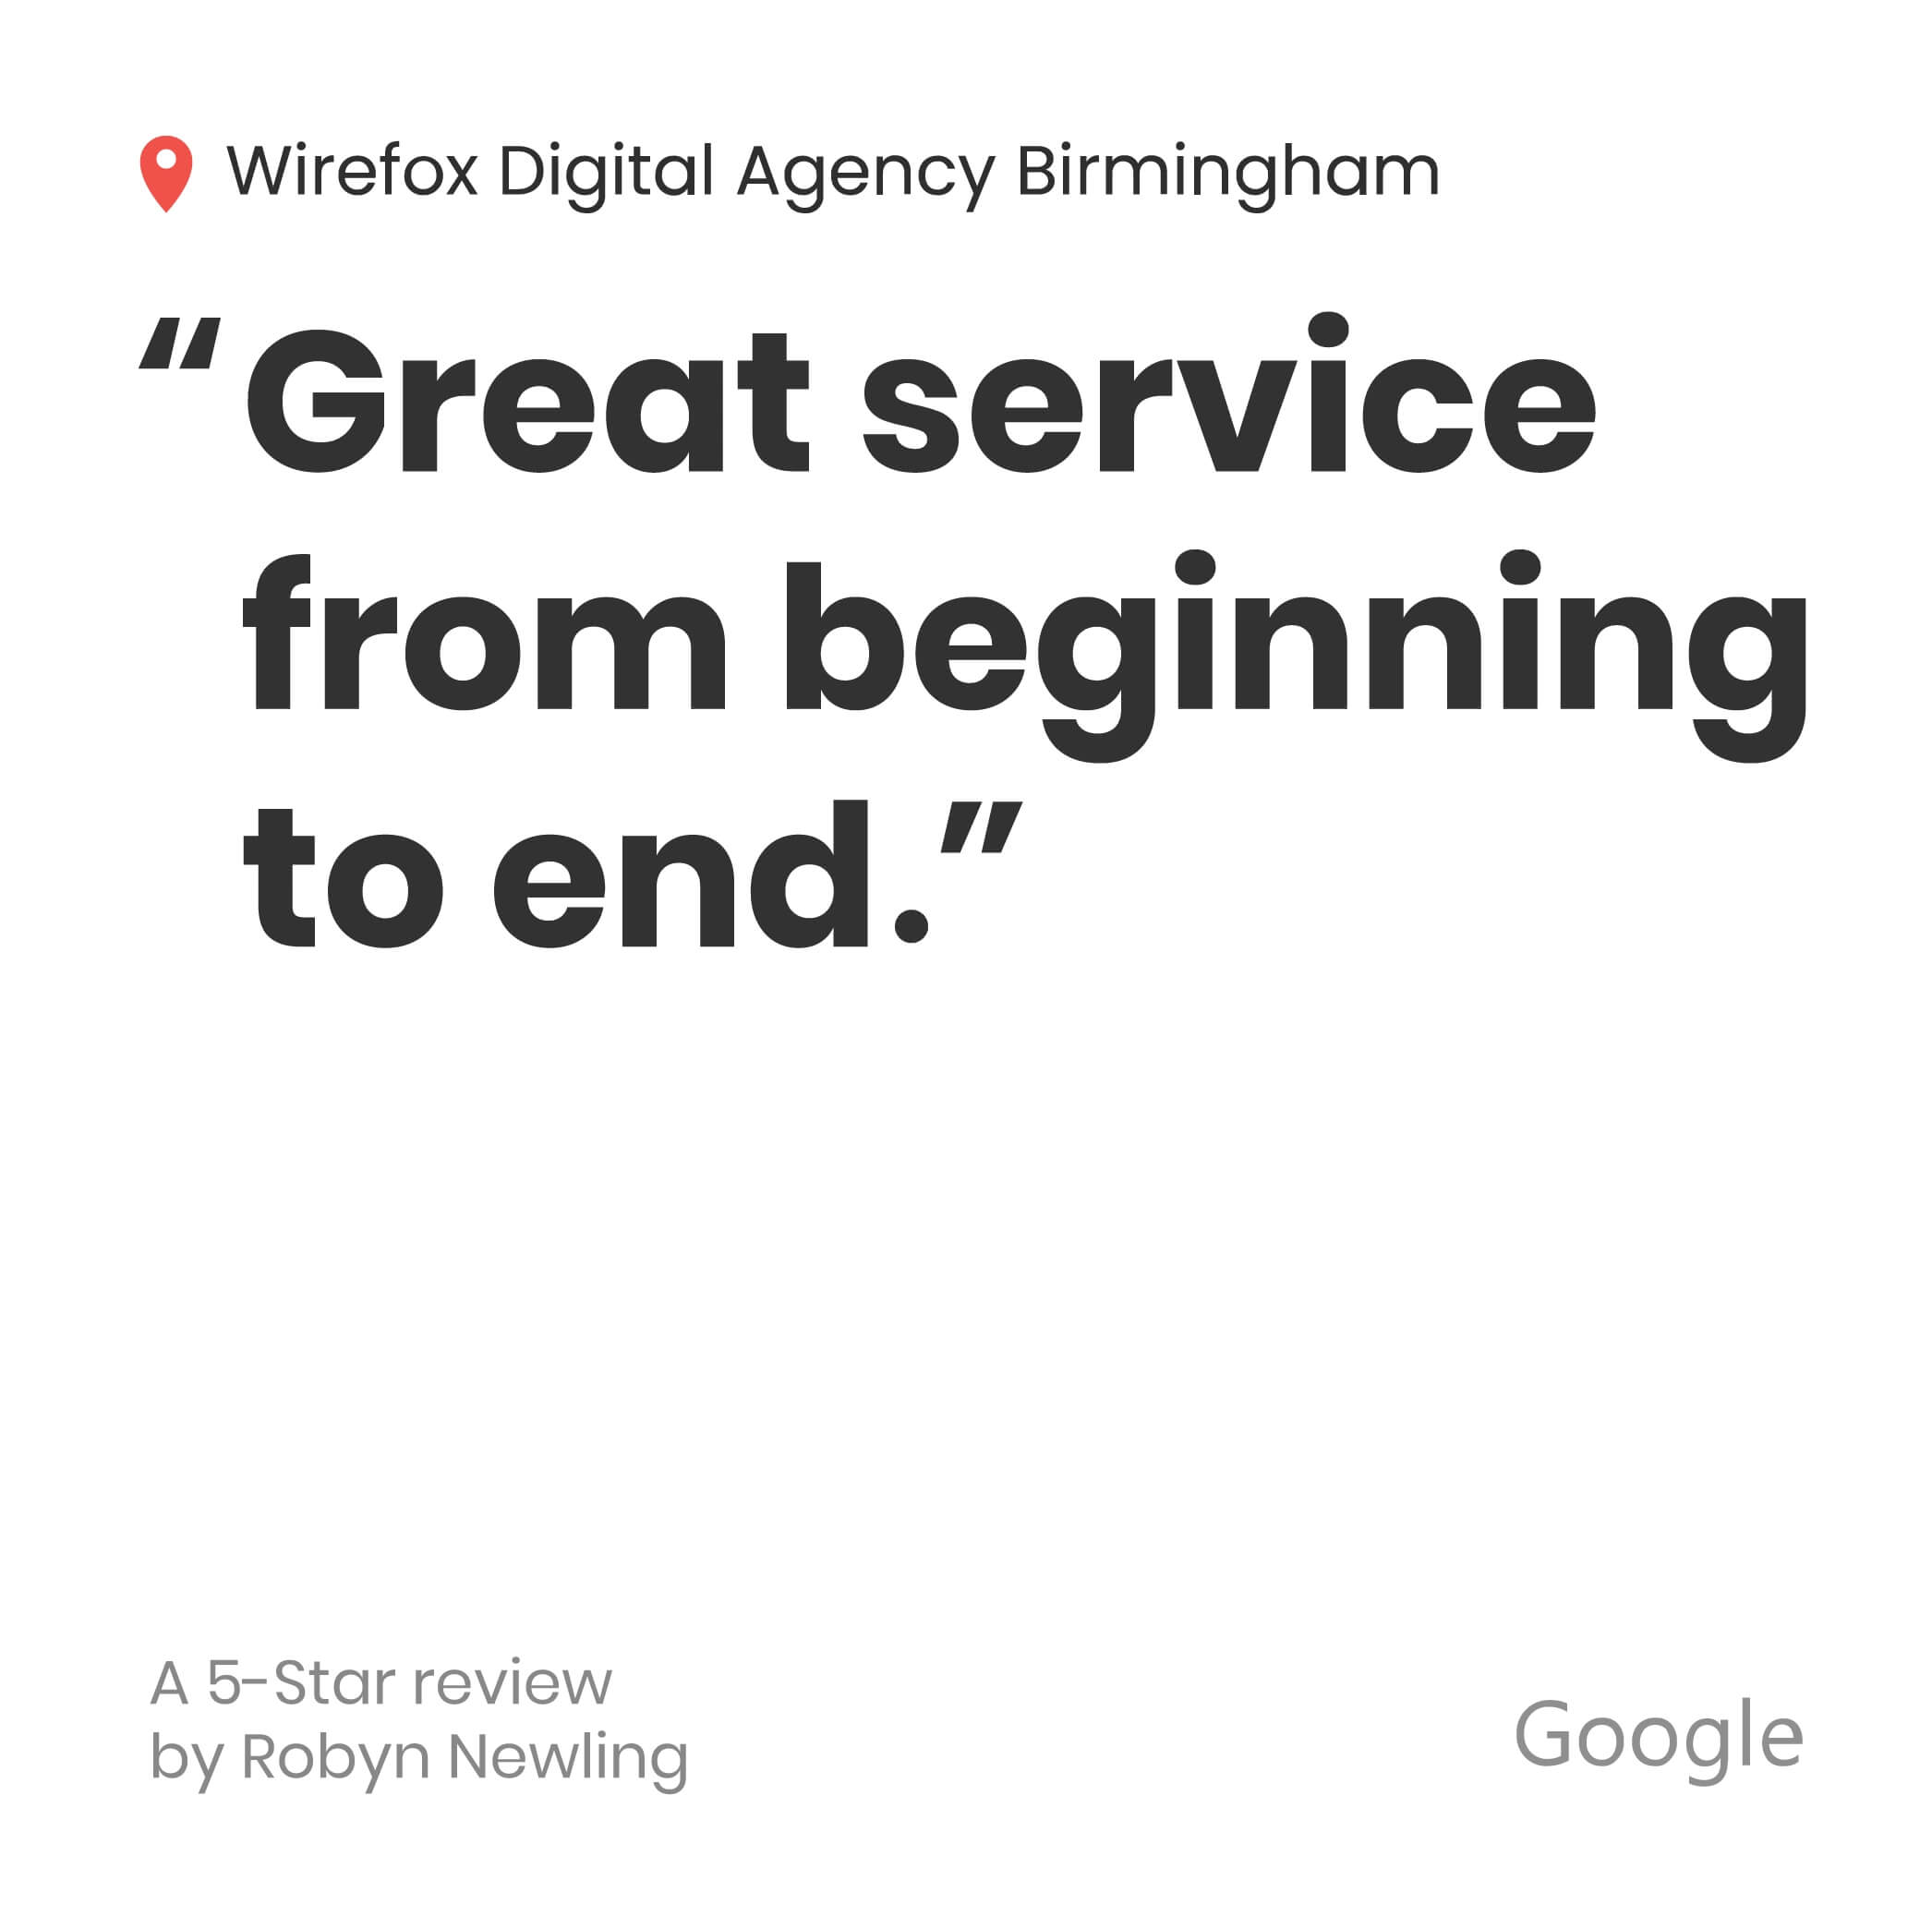 Wirefox Digital Agency Birmingham
“Great service
from beginning
to end.”
A 5-Star review
by Robyn Newling
Google